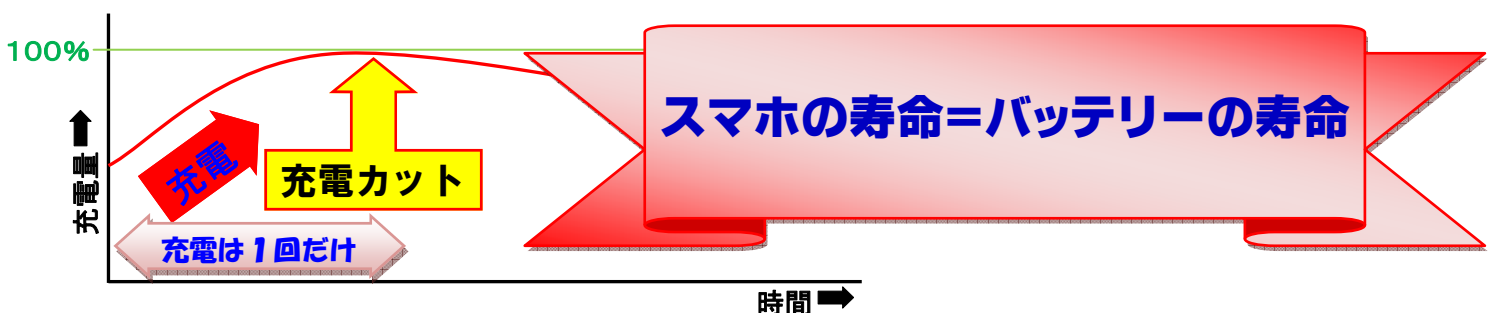 100%
スマホの寿命=バッテリーの寿命
充電
充電カット
充電量
充電は1回だけ
時間